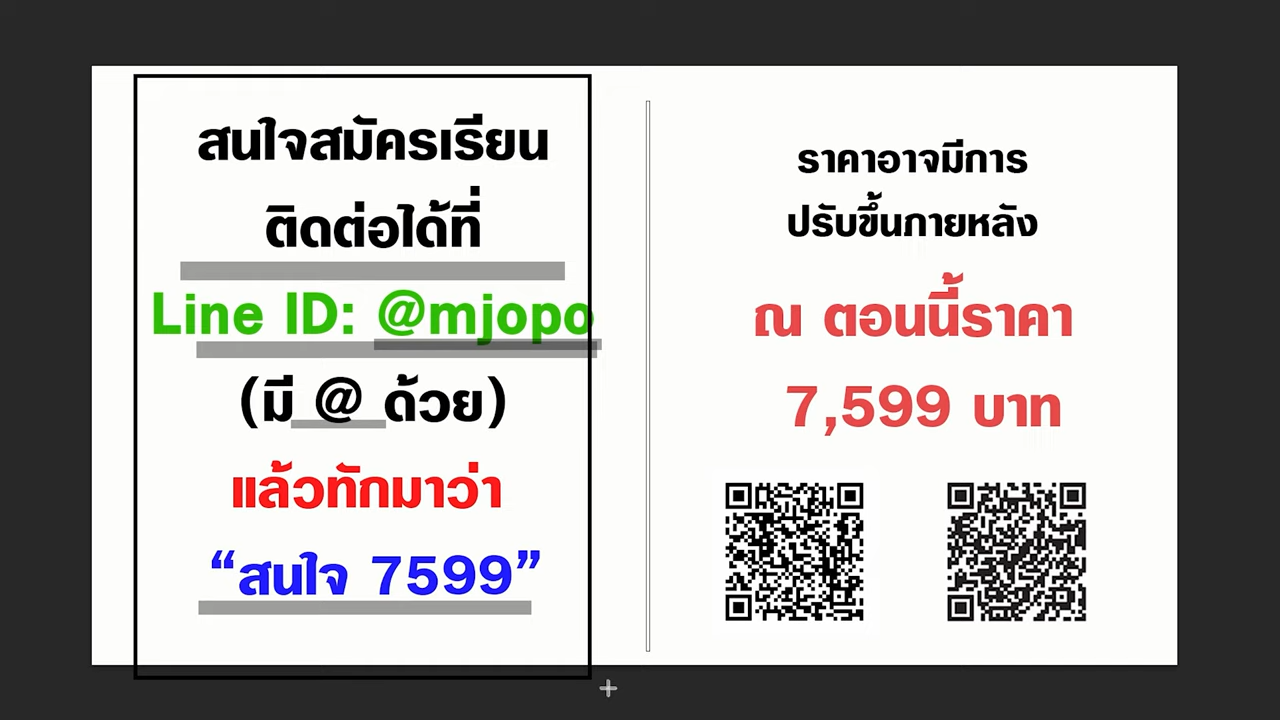 สนใจสมัครเรียน
ติดต่อได้ที่
Line ID: @mjopo
(มี @ ด้วย)
แล้วทักมาว่า
“สนใจ 7599”
ราคาอาจมีการ
ปรับขึ้นภายหลัง
ณ ตอนนี้ราคา
7,599 บาท